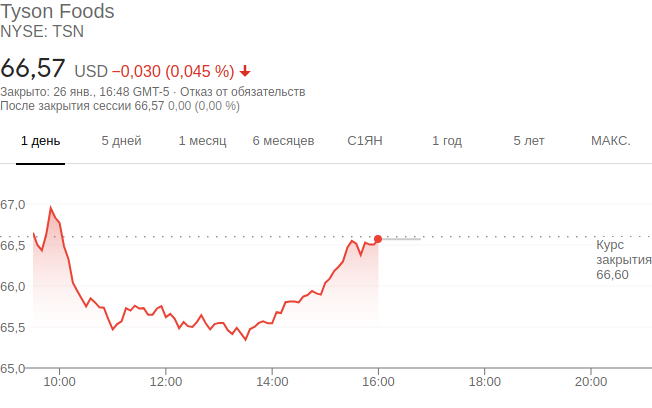 Tyson Foods
NYSE: TSN
66,57 USD −0,030 (0,045 %)
Закрыто: 26 янв., 16:48 GMT-5 · Отказ от обязательств
После закрытия сессии 66,57 0,00 (0,00 %)
1 день 5 дней 1 месяц 6 месяцев С1ЯН 1 год 5 лет МАКС.
67,0
66,5
66,0
65,5
65,0
Курс
закрытия
66,60
10:00 12:00 14:00 16:00 18:00 20:00